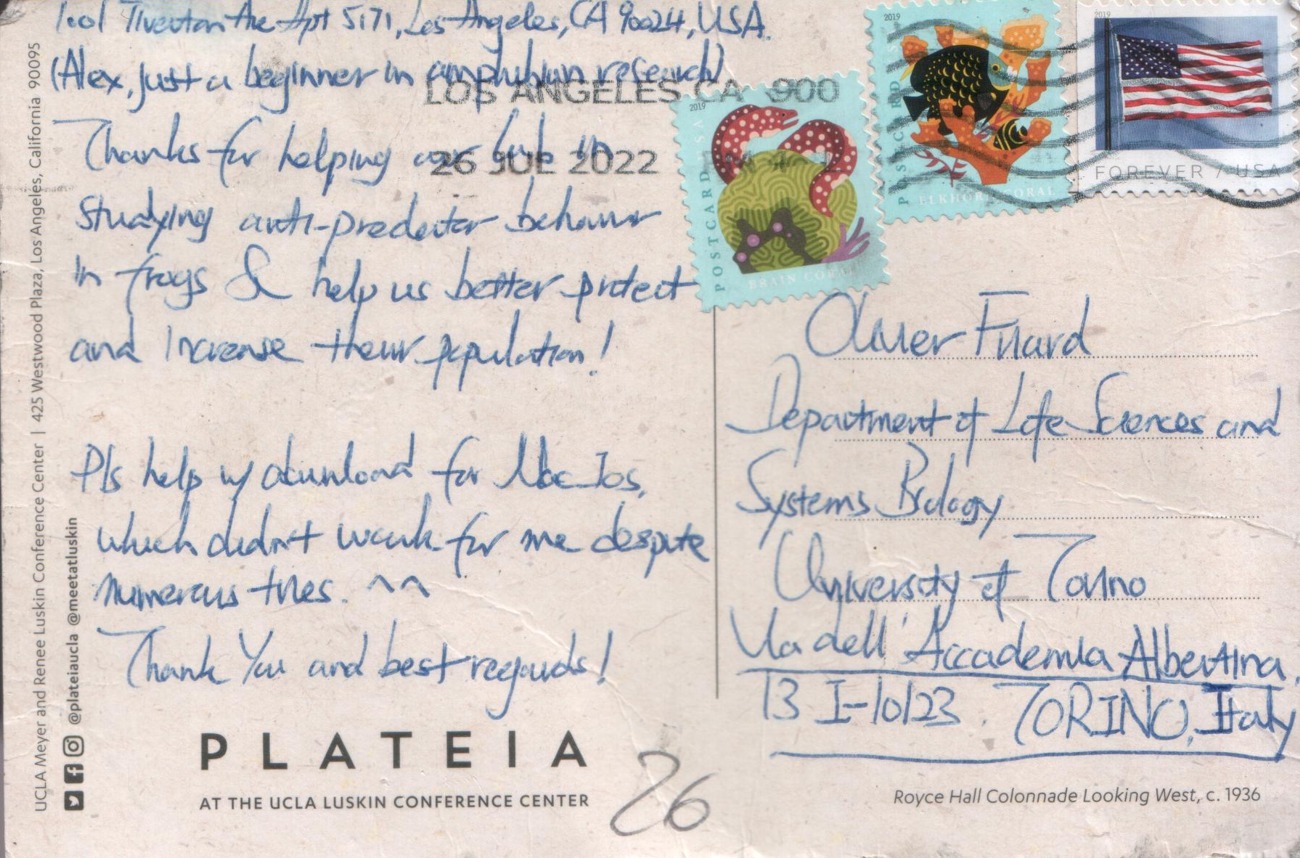 1001 Tiverton Ave Apt 5171, Los Angeles, CA 90024, USA.
(Alex, just a beginner in amphibian research)
Thanks for helping our lab in
studying anti-predator behavior
in frogs & help us better protect
and increase their population!
Pls help w/ download for Mac Ios,
which didn't work for me despite
numerous tries. ^^
Thank You and best regards!
PLATEIA
AT THE UCLA LUSKIN CONFERENCE CENTER
26
UCLA Meyer and Renee Luskin Conference Center | 425 Westwood Plaza, Los Angeles, California 90095
@plateiaucla @meetatluskin
LOS ANGELES CA 900
26 JUL 2022 PM
2019
POSTCARD USA
BRAIN CORAL
2019
POSTCARD
ELKHORN CORAL
2019
FOREVER / USA
Oliver Friard
Department of Life Sciences and
Systems Biology
University of Torino
Via dell'Accademia Albertina,
13 I-10123. TORINO, Italy
Royce Hall Colonnade Looking West, c. 1936